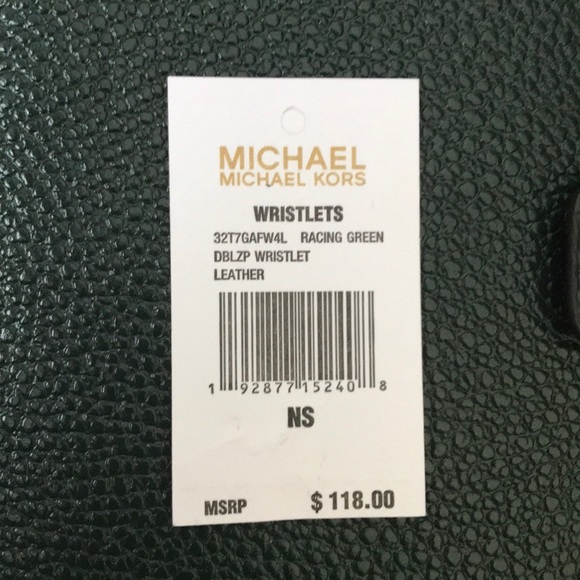 MICHAEL
MICHAEL KORS
WRISTLETS
32T7GAFW4L RACING GREEN
DBLZP WRISTLET
LEATHER
1 92877 15240 8
NS
MSRP $ 118.00